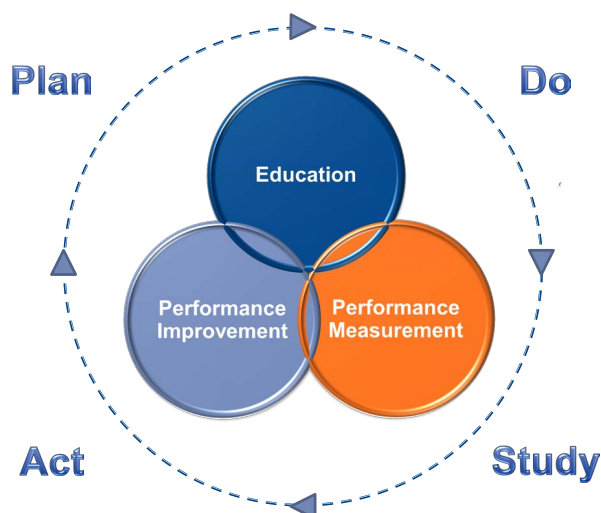 Plan
Do
Education
Performance
Improvement
Performance
Measurement
Act
Study